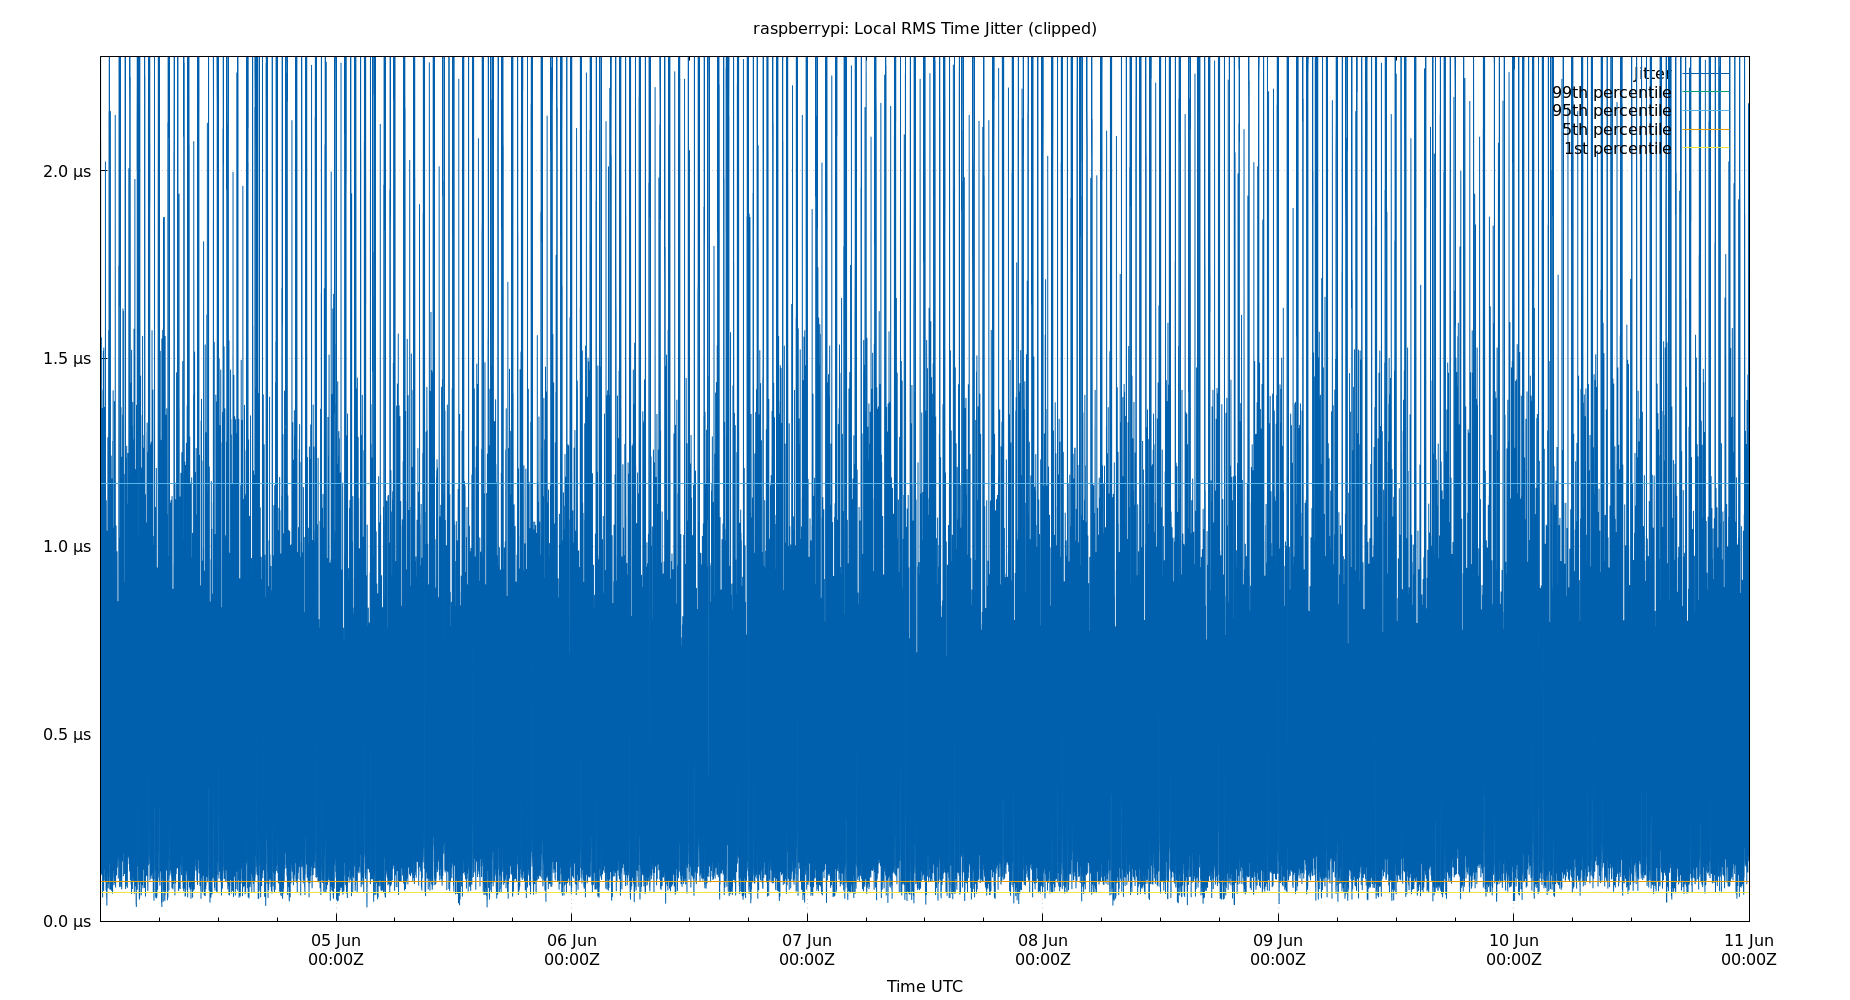 raspberrypi: Local RMS Time Jitter (clipped)
Jitter
99th percentile
95th percentile
5th percentile
1st percentile
2.0 µs
1.5 µs
1.0 µs
0.5 µs
0.0 µs
05 Jun 06 Jun 07 Jun 08 Jun 09 Jun 10 Jun 11 Jun
00:00Z 00:00Z 00:00Z 00:00Z 00:00Z 00:00Z 00:00Z
Time UTC